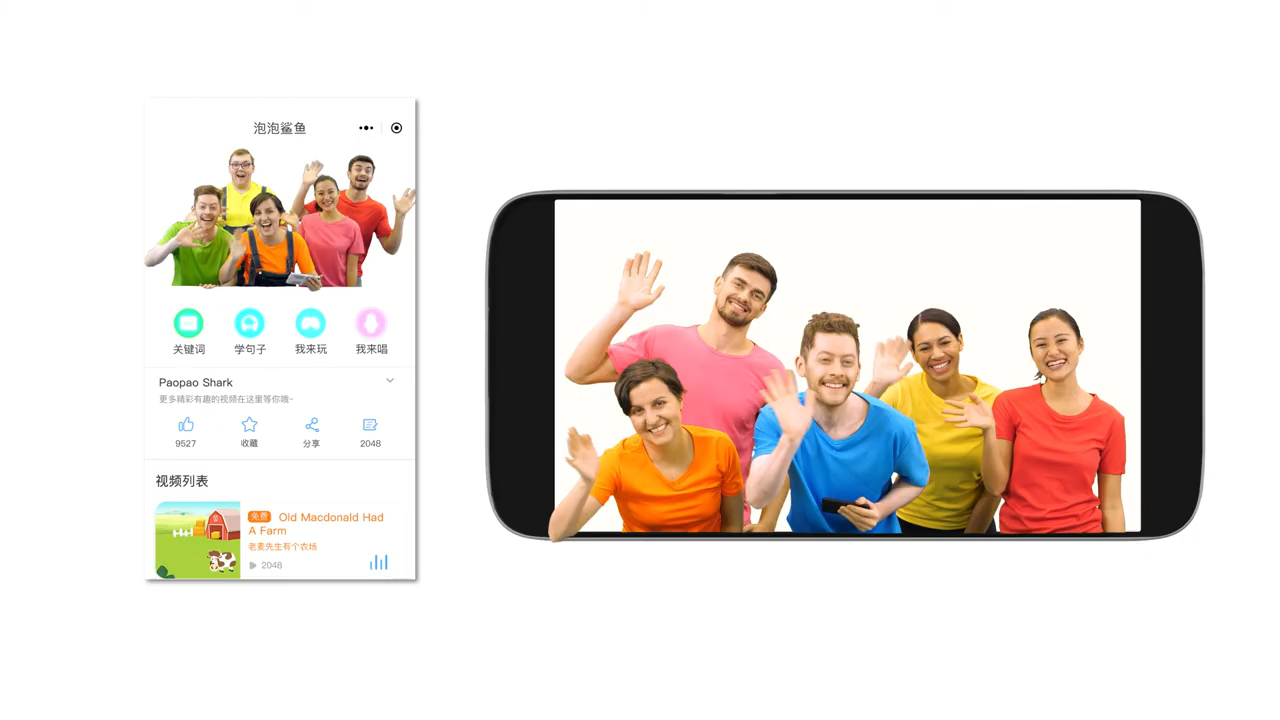 泡泡鲨鱼
关键词 学句子 我来玩 我来唱
Paopao Shark
更多精彩有趣的视频在这里等你哦~
9527 收藏 分享 2048
视频列表
免费 Old Macdonald Had
A Farm
老麦先生有个农场
2048